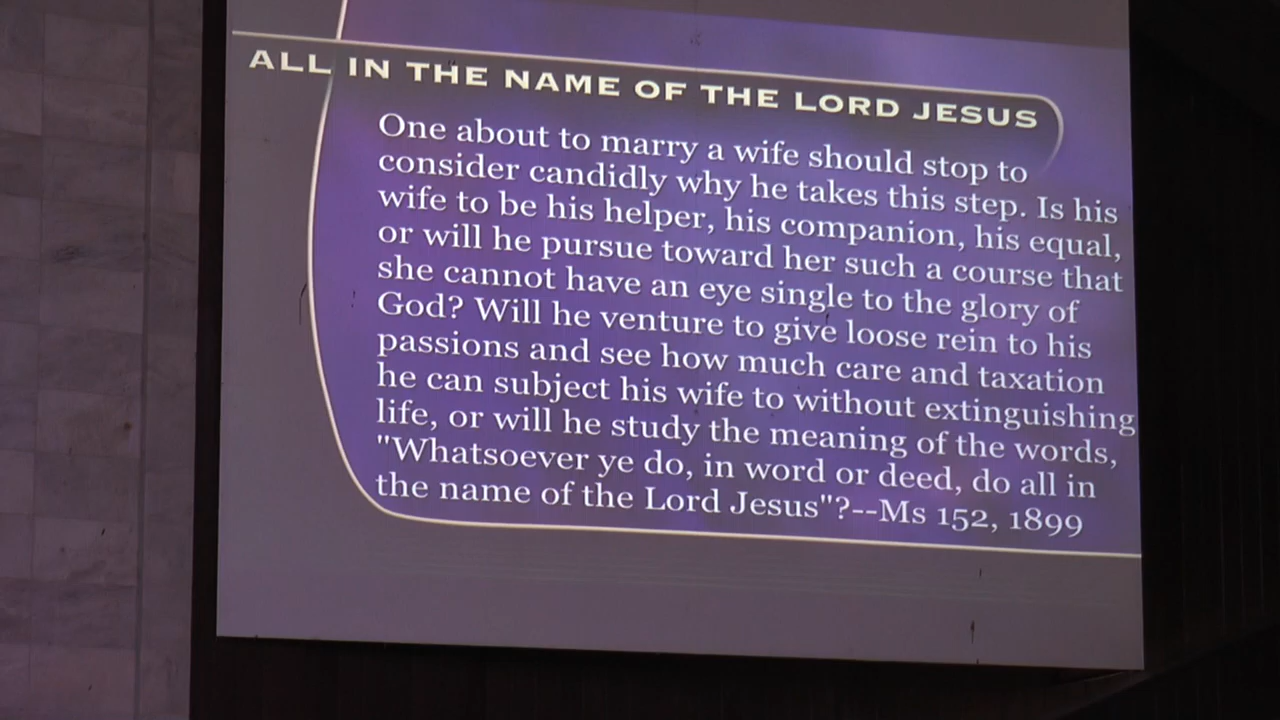 ALL IN THE NAME OF THE LORD JESUS
One about to marry a wife should stop to
consider candidly why he takes this step. Is his
wife to be his helper, his companion, his equal,
or will he pursue toward her such a course that
she cannot have an eye single to the glory of
God? Will he venture to give loose rein to his
passions and see how much care and taxation
he can subject his wife to without extinguishing
life, or will he study the meaning of the words,
"Whatsoever ye do, in word or deed, do all in
the name of the Lord Jesus"?--Ms 152, 1899